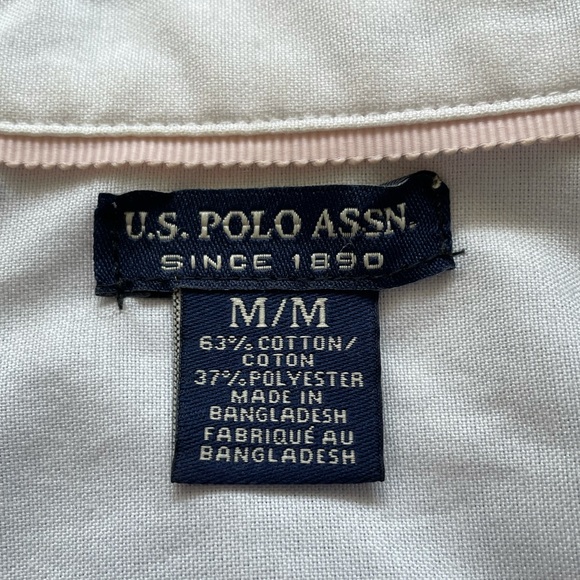 U.S. POLO ASSN.
SINCE 1890
M/M
63% COTTON/
COTON
37% POLYESTER
MADE IN
BANGLADESH
FABRIQUÉ AU
BANGLADESH